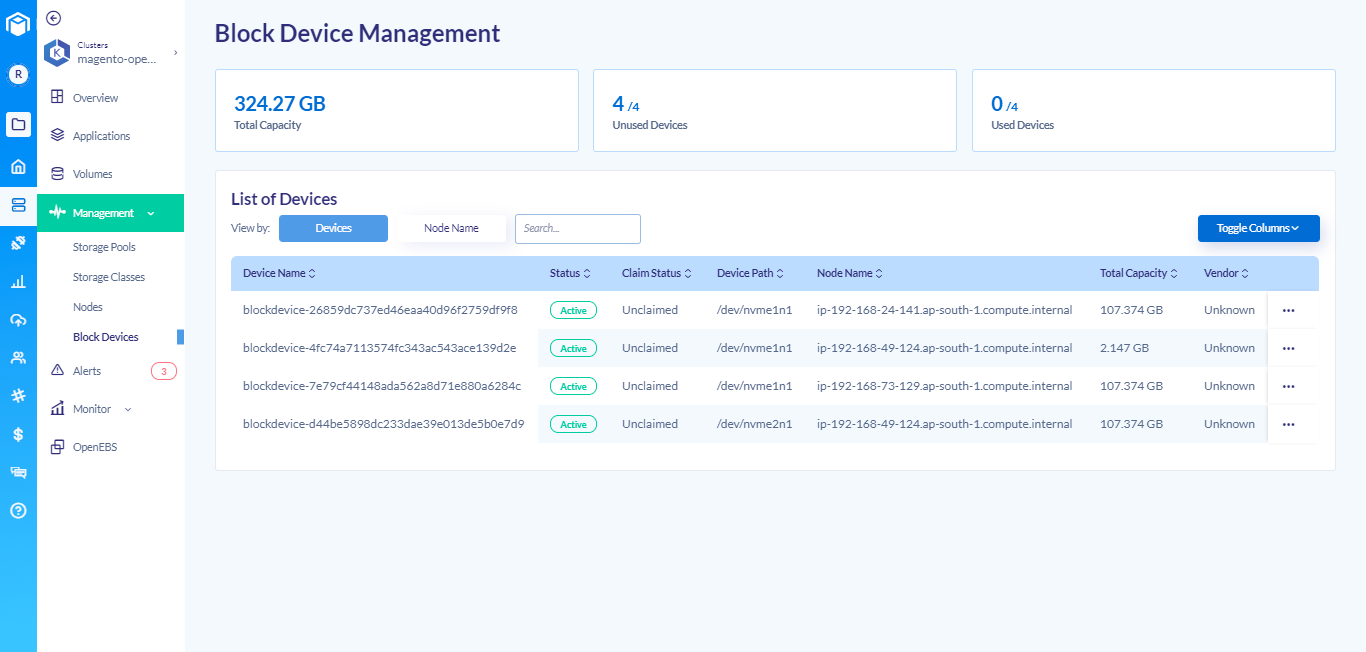 Block Device Management
R
Clusters
magento-ope...
Overview
Applications
Volumes
Management
Storage Pools
Storage Classes
Nodes
Block Devices
Alerts
3
Monitor
OpenEBS
324.27 GB
Total Capacity
4 /4
Unused Devices
0 /4
Used Devices
List of Devices
View by: Devices Node Name Search... Toggle Columns
Device Name Status Claim Status Device Path Node Name Total Capacity Vendor
blockdevice-26859dc737ed46eaa40d96f2759df9f8 Active Unclaimed /dev/nvme1n1 ip-192-168-24-141.ap-south-1.compute.internal 107.374 GB Unknown
blockdevice-4fc74a7113574fc343ac543ace139d2e Active Unclaimed /dev/nvme1n1 ip-192-168-49-124.ap-south-1.compute.internal 2.147 GB Unknown
blockdevice-7e79cf44148ada562a8d71e880a6284c Active Unclaimed /dev/nvme1n1 ip-192-168-73-129.ap-south-1.compute.internal 107.374 GB Unknown
blockdevice-d44be5898dc233dae39e013de5b0e7d9 Active Unclaimed /dev/nvme2n1 ip-192-168-49-124.ap-south-1.compute.internal 107.374 GB Unknown